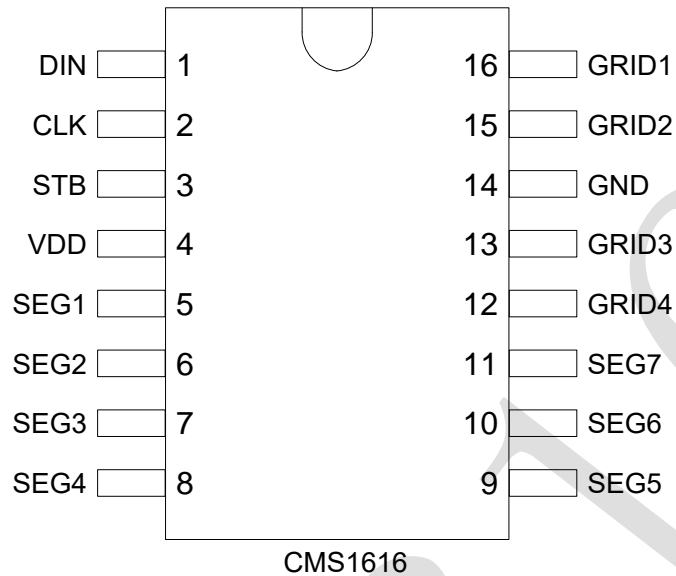 DIN 1 16 GRID1
CLK 2 15 GRID2
STB 3 14 GND
VDD 4 13 GRID3
SEG1 5 12 GRID4
SEG2 6 11 SEG7
SEG3 7 10 SEG6
SEG4 8 9 SEG5
CMS1616